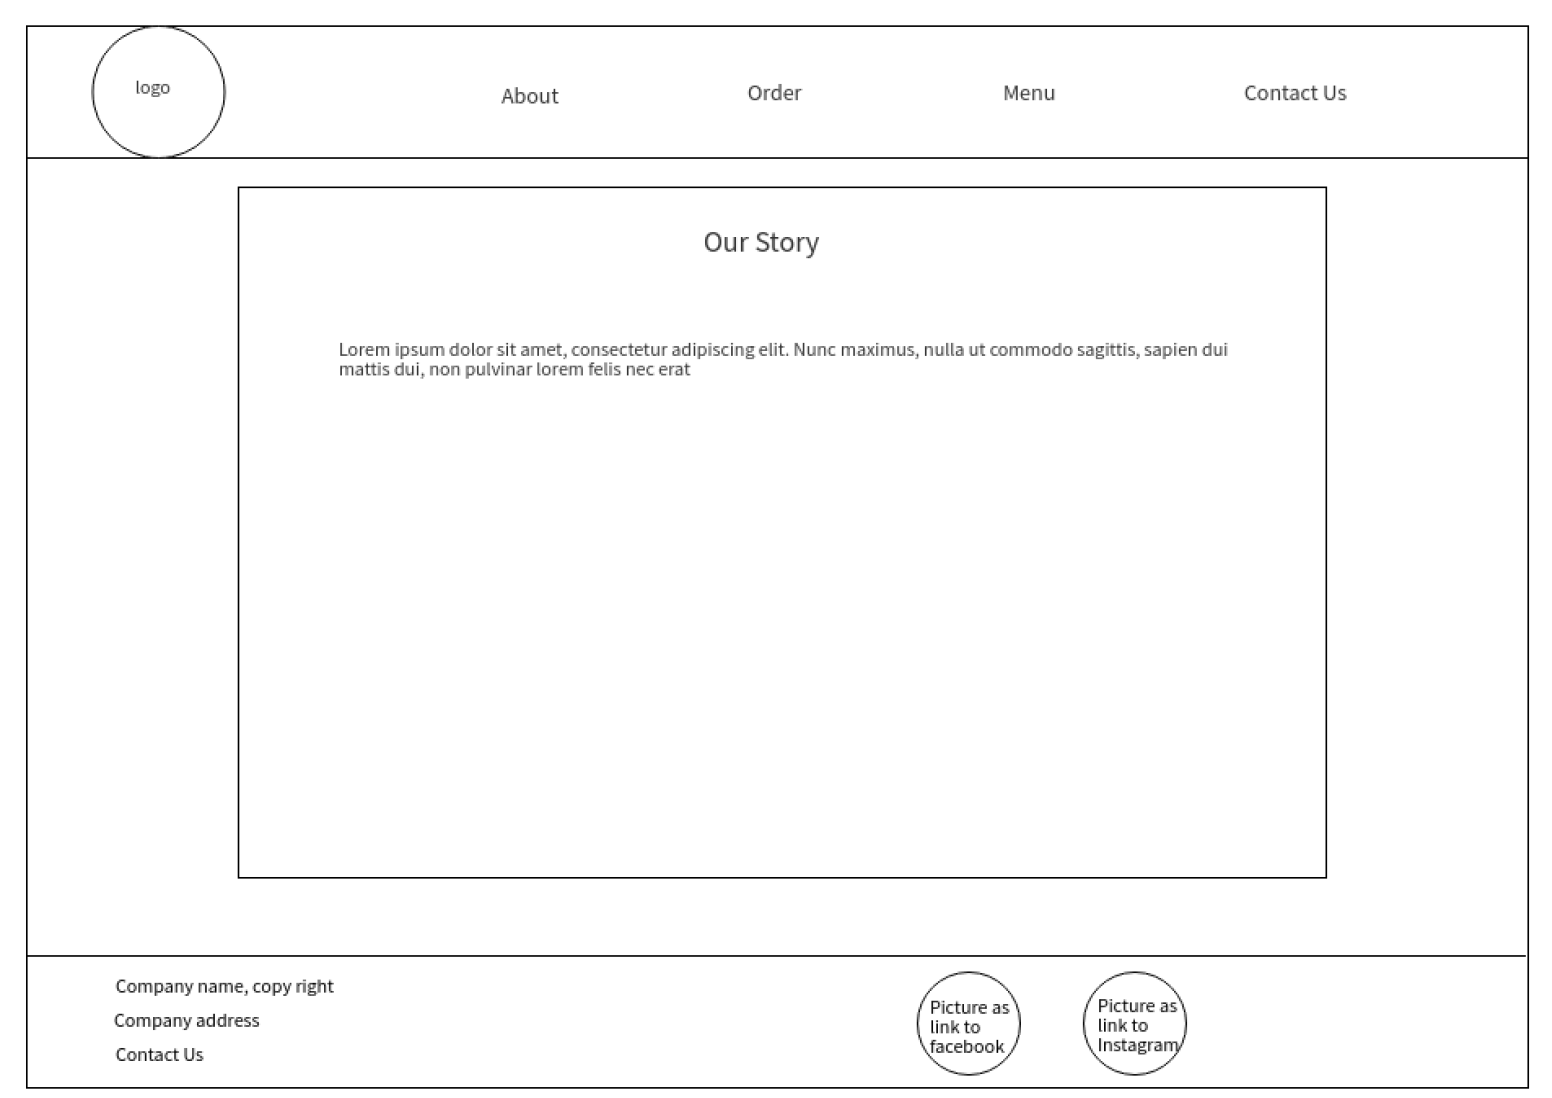 logo
About
Order
Menu
Contact Us
Our Story
Lorem ipsum dolor sit amet, consectetur adipiscing elit. Nunc maximus, nulla ut commodo sagittis, sapien dui
mattis dui, non pulvinar lorem felis nec erat
Company name, copy right
Company address
Contact Us
Picture as
link to
facebook
Picture as
link to
Instagram